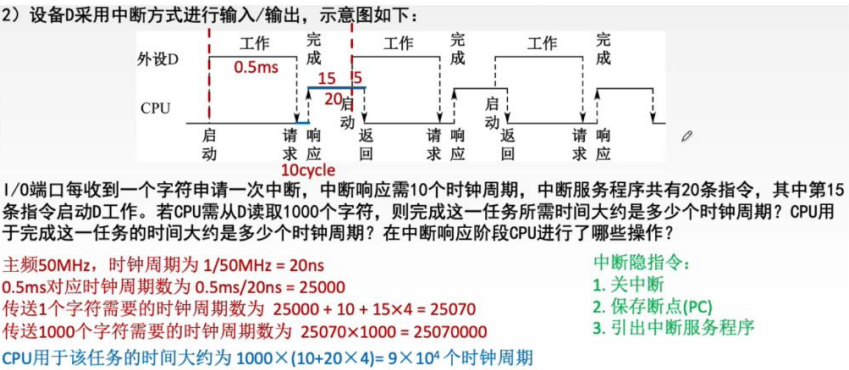 2）设备D采用中断方式进行输入/输出，示意图如下：
工作 完成 工作 完成 工作 完成
外设D
0.5ms
15 5
20
CPU
启动 启动
启动 请求 响应 返回 请求 响应 返回 请求 响应
10cycle
I/O端口每收到一个字符申请一次中断，中断响应需10个时钟周期，中断服务程序共有20条指令，其中第15
条指令启动D工作。若CPU需从D读取1000个字符，则完成这一任务所需时间大约是多少个时钟周期？CPU用
于完成这一任务的时间大约是多少个时钟周期？在中断响应阶段CPU进行了哪些操作？
主频50MHz，时钟周期为 1/50MHz = 20ns
0.5ms对应时钟周期数为 0.5ms/20ns = 25000
传送1个字符需要的时钟周期数为 25000 + 10 + 15×4 = 25070
传送1000个字符需要的时钟周期数为 25070×1000 = 25070000
CPU用于该任务的时间大约为 1000×(10+20×4)= 9×10⁴ 个时钟周期
中断隐指令：
1. 关中断
2. 保存断点(PC)
3. 引出中断服务程序